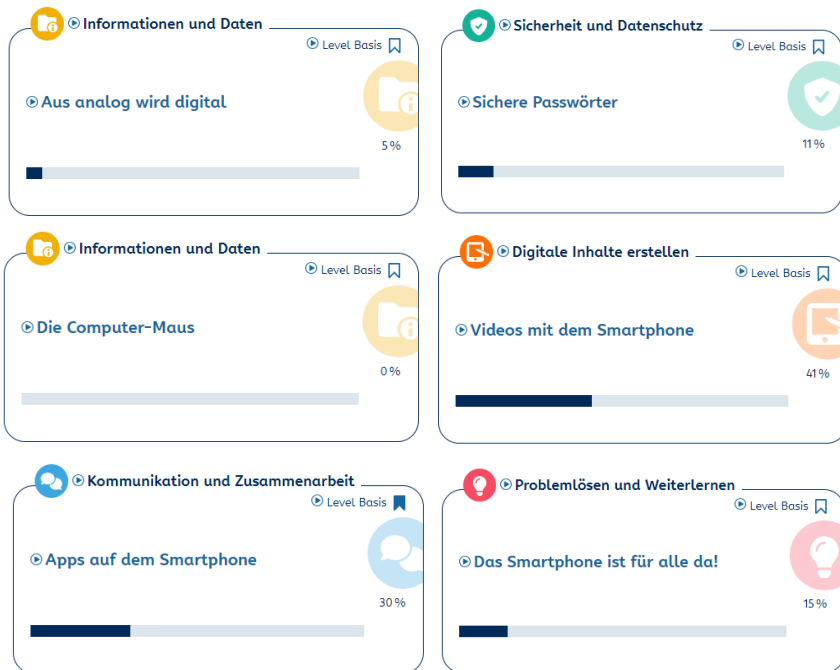 Informationen und Daten
Level Basis
Aus analog wird digital
5 %
Sicherheit und Datenschutz
Level Basis
Sichere Passwörter
11 %
Informationen und Daten
Level Basis
Die Computer-Maus
0 %
Digitale Inhalte erstellen
Level Basis
Videos mit dem Smartphone
41 %
Kommunikation und Zusammenarbeit
Level Basis
Apps auf dem Smartphone
30 %
Problemlösen und Weiterlernen
Level Basis
Das Smartphone ist für alle da!
15 %